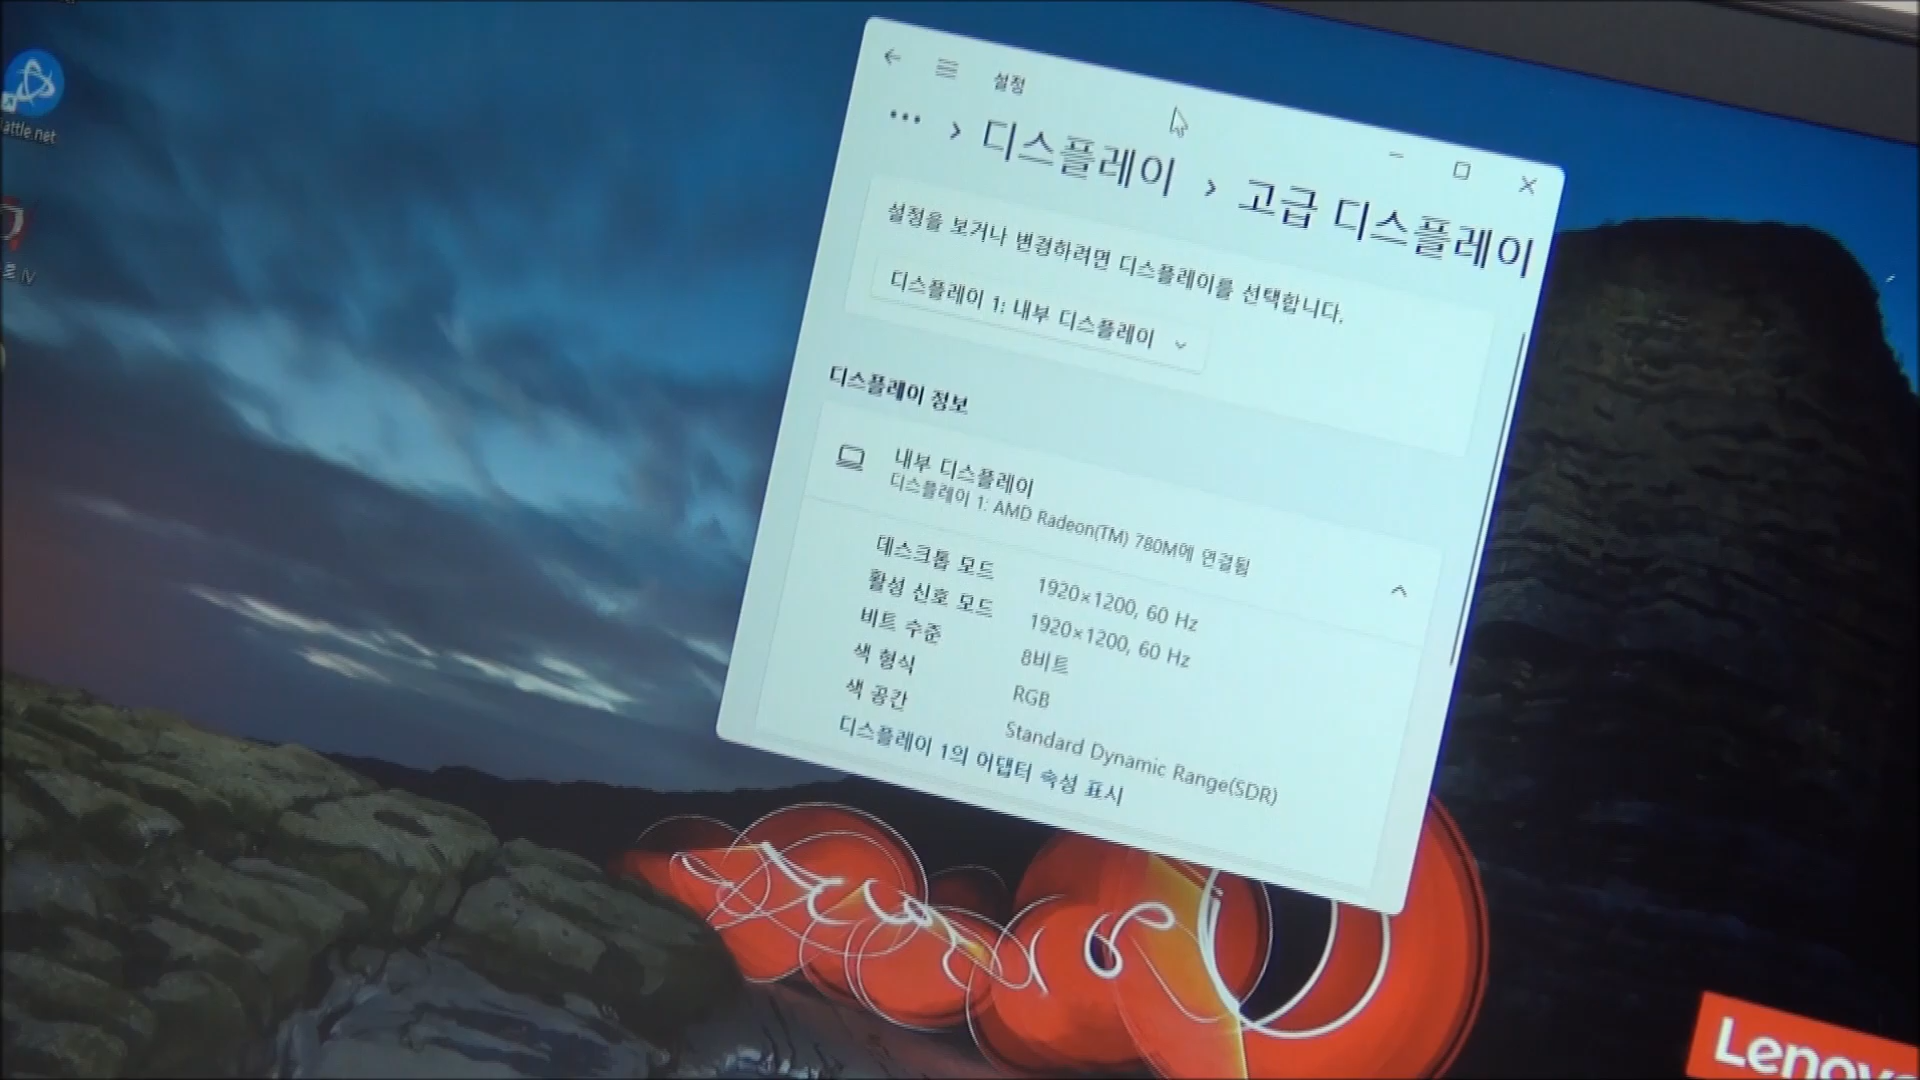 설정
… › 디스플레이 › 고급 디스플레이
설정을 보거나 변경하려면 디스플레이를 선택합니다.
디스플레이 1: 내부 디스플레이
디스플레이 정보
내부 디스플레이
디스플레이 1: AMD Radeon(TM) 780M에 연결됨
데스크톱 모드 1920×1200, 60 Hz
활성 신호 모드 1920×1200, 60 Hz
비트 수준 8비트
색 형식 RGB
색 공간 Standard Dynamic Range(SDR)
디스플레이 1의 어댑터 속성 표시
attle.net
IV
Lenov